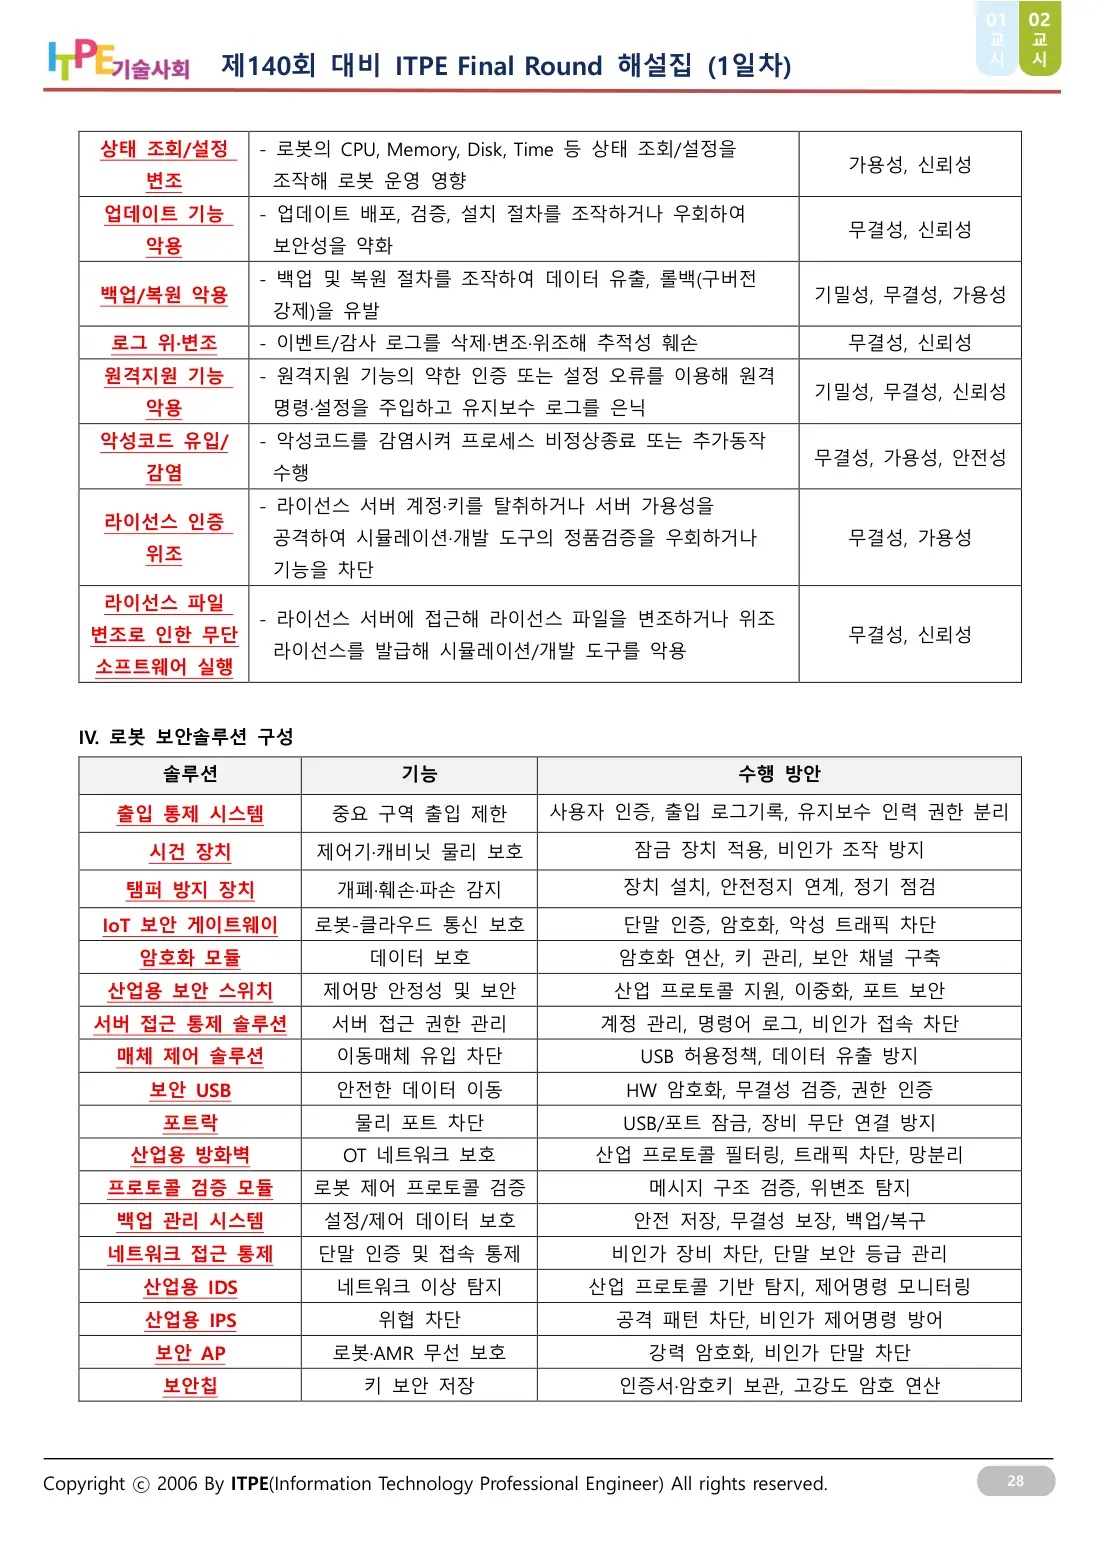 ITPE기술사회 제140회 대비 ITPE Final Round 해설집 (1일차)
01 교 시
02 교 시
상태 조회/설정 변조
- 로봇의 CPU, Memory, Disk, Time 등 상태 조회/설정을
조작해 로봇 운영 영향
가용성, 신뢰성
업데이트 기능 악용
- 업데이트 배포, 검증, 설치 절차를 조작하거나 우회하여
보안성을 약화
무결성, 신뢰성
백업/복원 악용
- 백업 및 복원 절차를 조작하여 데이터 유출, 롤백(구버전
강제)을 유발
기밀성, 무결성, 가용성
로그 위·변조
- 이벤트/감사 로그를 삭제·변조·위조해 추적성 훼손
무결성, 신뢰성
원격지원 기능 악용
- 원격지원 기능의 약한 인증 또는 설정 오류를 이용해 원격
명령·설정을 주입하고 유지보수 로그를 은닉
기밀성, 무결성, 신뢰성
악성코드 유입/감염
- 악성코드를 감염시켜 프로세스 비정상종료 또는 추가동작
수행
무결성, 가용성, 안전성
라이선스 인증 위조
- 라이선스 서버 계정·키를 탈취하거나 서버 가용성을
공격하여 시뮬레이션·개발 도구의 정품검증을 우회하거나
기능을 차단
무결성, 가용성
라이선스 파일 변조로 인한 무단 소프트웨어 실행
- 라이선스 서버에 접근해 라이선스 파일을 변조하거나 위조
라이선스를 발급해 시뮬레이션/개발 도구를 악용
무결성, 신뢰성
IV. 로봇 보안솔루션 구성
솔루션 기능 수행 방안
출입 통제 시스템 중요 구역 출입 제한 사용자 인증, 출입 로그기록, 유지보수 인력 권한 분리
시건 장치 제어기·캐비닛 물리 보호 잠금 장치 적용, 비인가 조작 방지
탬퍼 방지 장치 개폐·훼손·파손 감지 장치 설치, 안전정지 연계, 정기 점검
IoT 보안 게이트웨이 로봇-클라우드 통신 보호 단말 인증, 암호화, 악성 트래픽 차단
암호화 모듈 데이터 보호 암호화 연산, 키 관리, 보안 채널 구축
산업용 보안 스위치 제어망 안정성 및 보안 산업 프로토콜 지원, 이중화, 포트 보안
서버 접근 통제 솔루션 서버 접근 권한 관리 계정 관리, 명령어 로그, 비인가 접속 차단
매체 제어 솔루션 이동매체 유입 차단 USB 허용정책, 데이터 유출 방지
보안 USB 안전한 데이터 이동 HW 암호화, 무결성 검증, 권한 인증
포트락 물리 포트 차단 USB/포트 잠금, 장비 무단 연결 방지
산업용 방화벽 OT 네트워크 보호 산업 프로토콜 필터링, 트래픽 차단, 망분리
프로토콜 검증 모듈 로봇 제어 프로토콜 검증 메시지 구조 검증, 위변조 탐지
백업 관리 시스템 설정/제어 데이터 보호 안전 저장, 무결성 보장, 백업/복구
네트워크 접근 통제 단말 인증 및 접속 통제 비인가 장비 차단, 단말 보안 등급 관리
산업용 IDS 네트워크 이상 탐지 산업 프로토콜 기반 탐지, 제어명령 모니터링
산업용 IPS 위협 차단 공격 패턴 차단, 비인가 제어명령 방어
보안 AP 로봇·AMR 무선 보호 강력 암호화, 비인가 단말 차단
보안칩 키 보안 저장 인증서·암호키 보관, 고강도 암호 연산
Copyright ⓒ 2006 By ITPE(Information Technology Professional Engineer) All rights reserved.
28